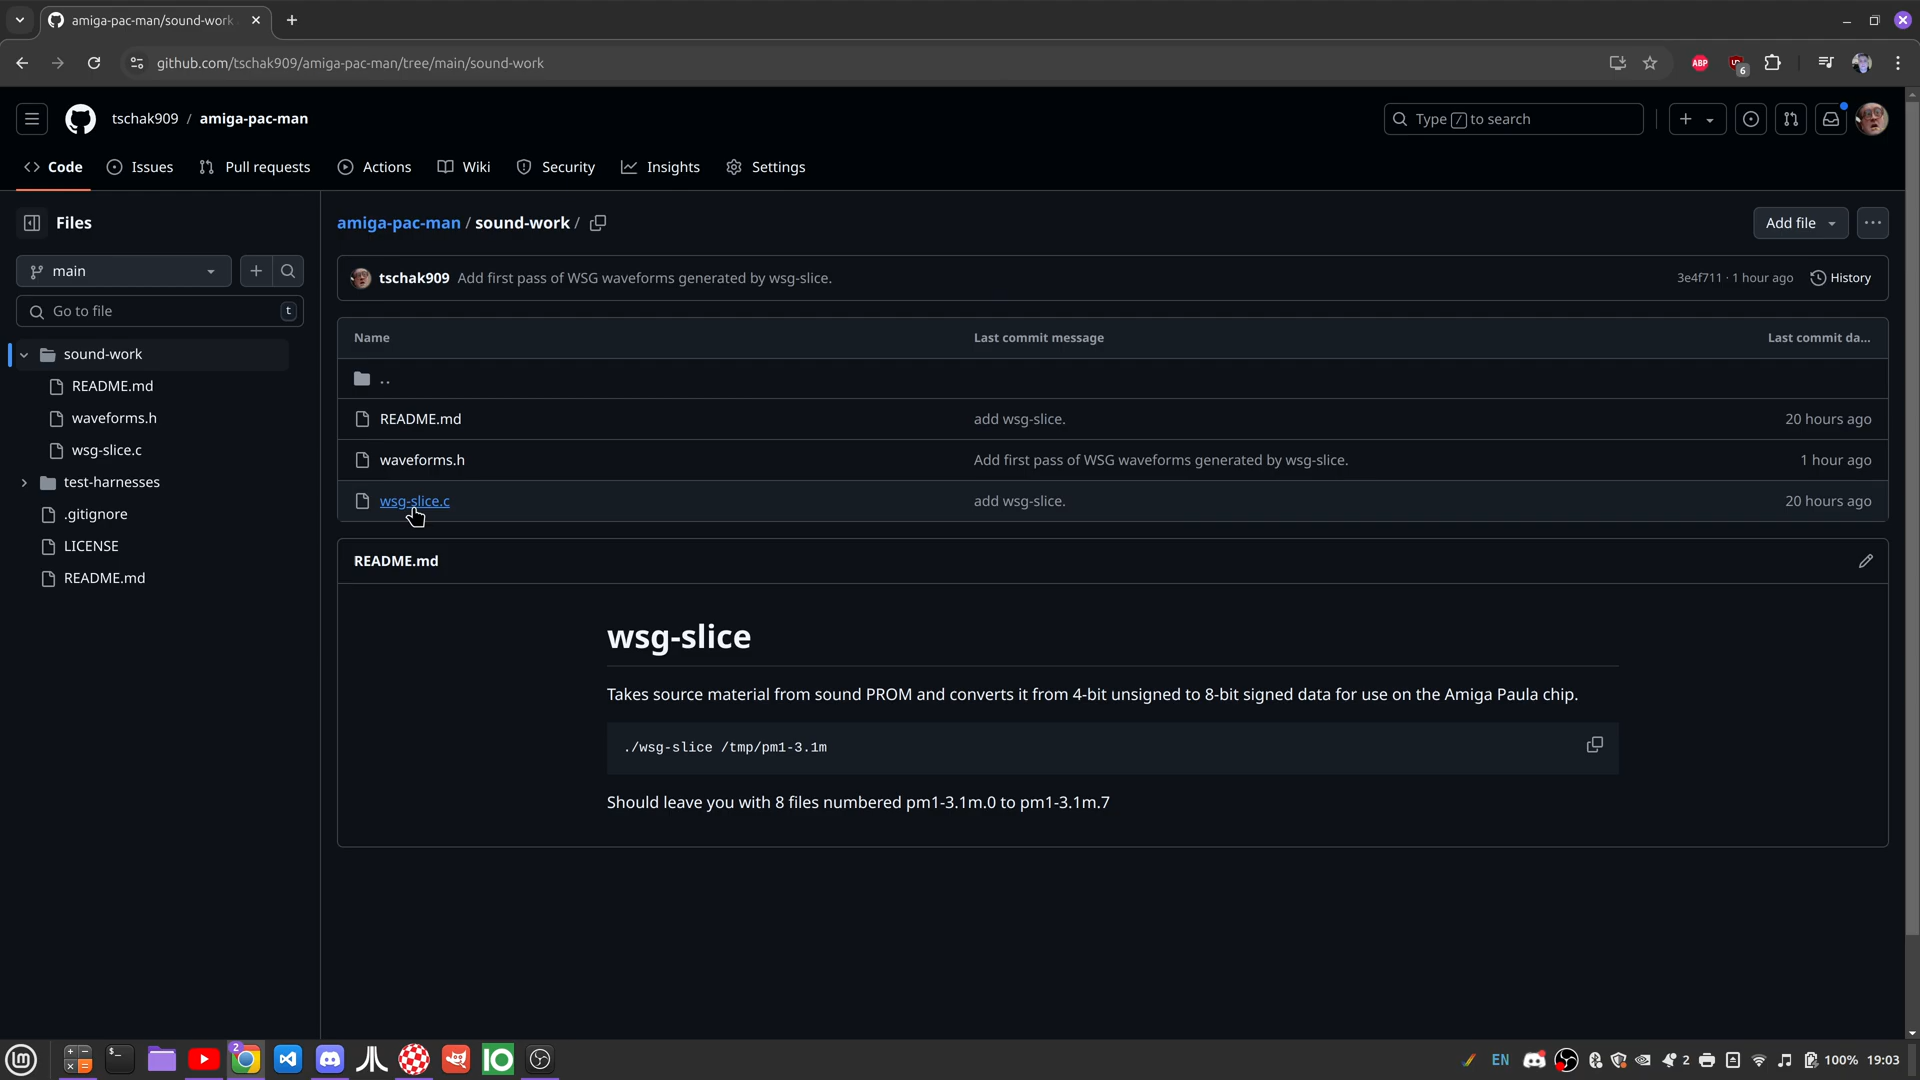 amiga-pac-man/sound-work
github.com/tschak909/amiga-pac-man/tree/main/sound-work
ABP
6
tschak909 / amiga-pac-man
Type / to search
Code
Issues
Pull requests
Actions
Wiki
Security
Insights
Settings
Files
main
Go to file
t
sound-work
README.md
waveforms.h
wsg-slice.c
test-harnesses
.gitignore
LICENSE
README.md
amiga-pac-man / sound-work /
Add file
tschak909 Add first pass of WSG waveforms generated by wsg-slice.
3e4f711 · 1 hour ago
History
Name Last commit message Last commit da...
..
README.md add wsg-slice. 20 hours ago
waveforms.h Add first pass of WSG waveforms generated by wsg-slice. 1 hour ago
wsg-slice.c add wsg-slice. 20 hours ago
README.md
wsg-slice
Takes source material from sound PROM and converts it from 4-bit unsigned to 8-bit signed data for use on the Amiga Paula chip.
./wsg-slice /tmp/pm1-3.1m
Should leave you with 8 files numbered pm1-3.1m.0 to pm1-3.1m.7
2
EN
2
100%
19:03